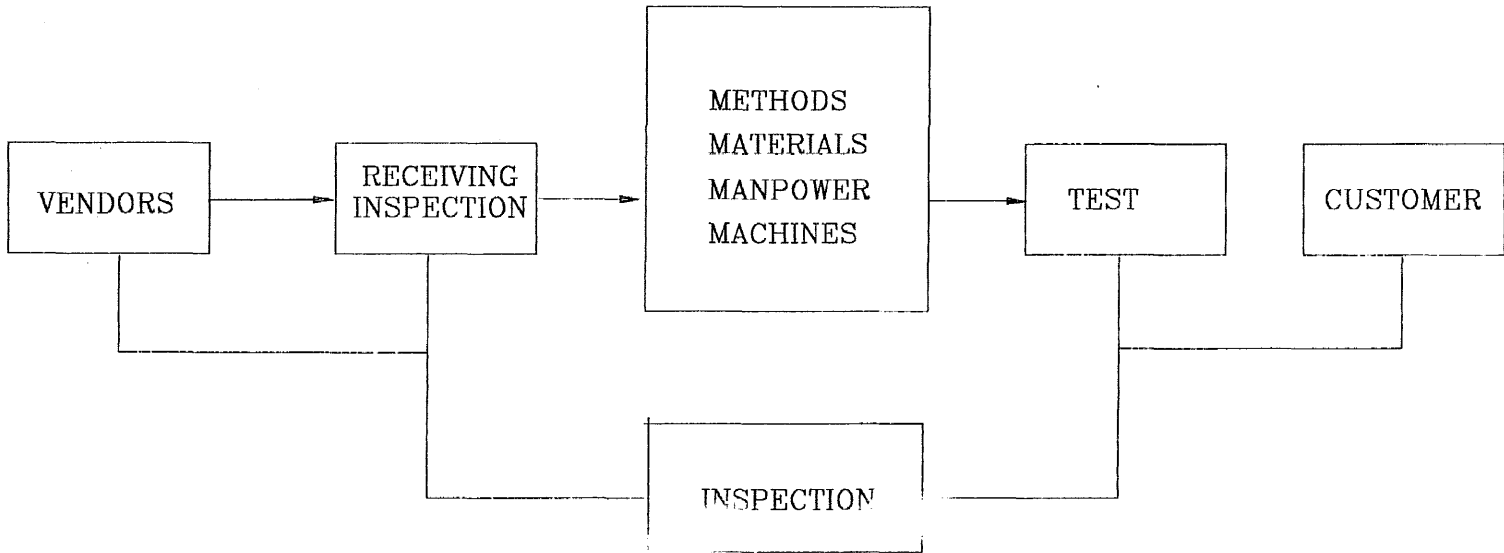 VENDORS
RECEIVING
INSPECTION
METHODS
MATERIALS
MANPOWER
MACHINES
TEST
CUSTOMER
INSPECTION